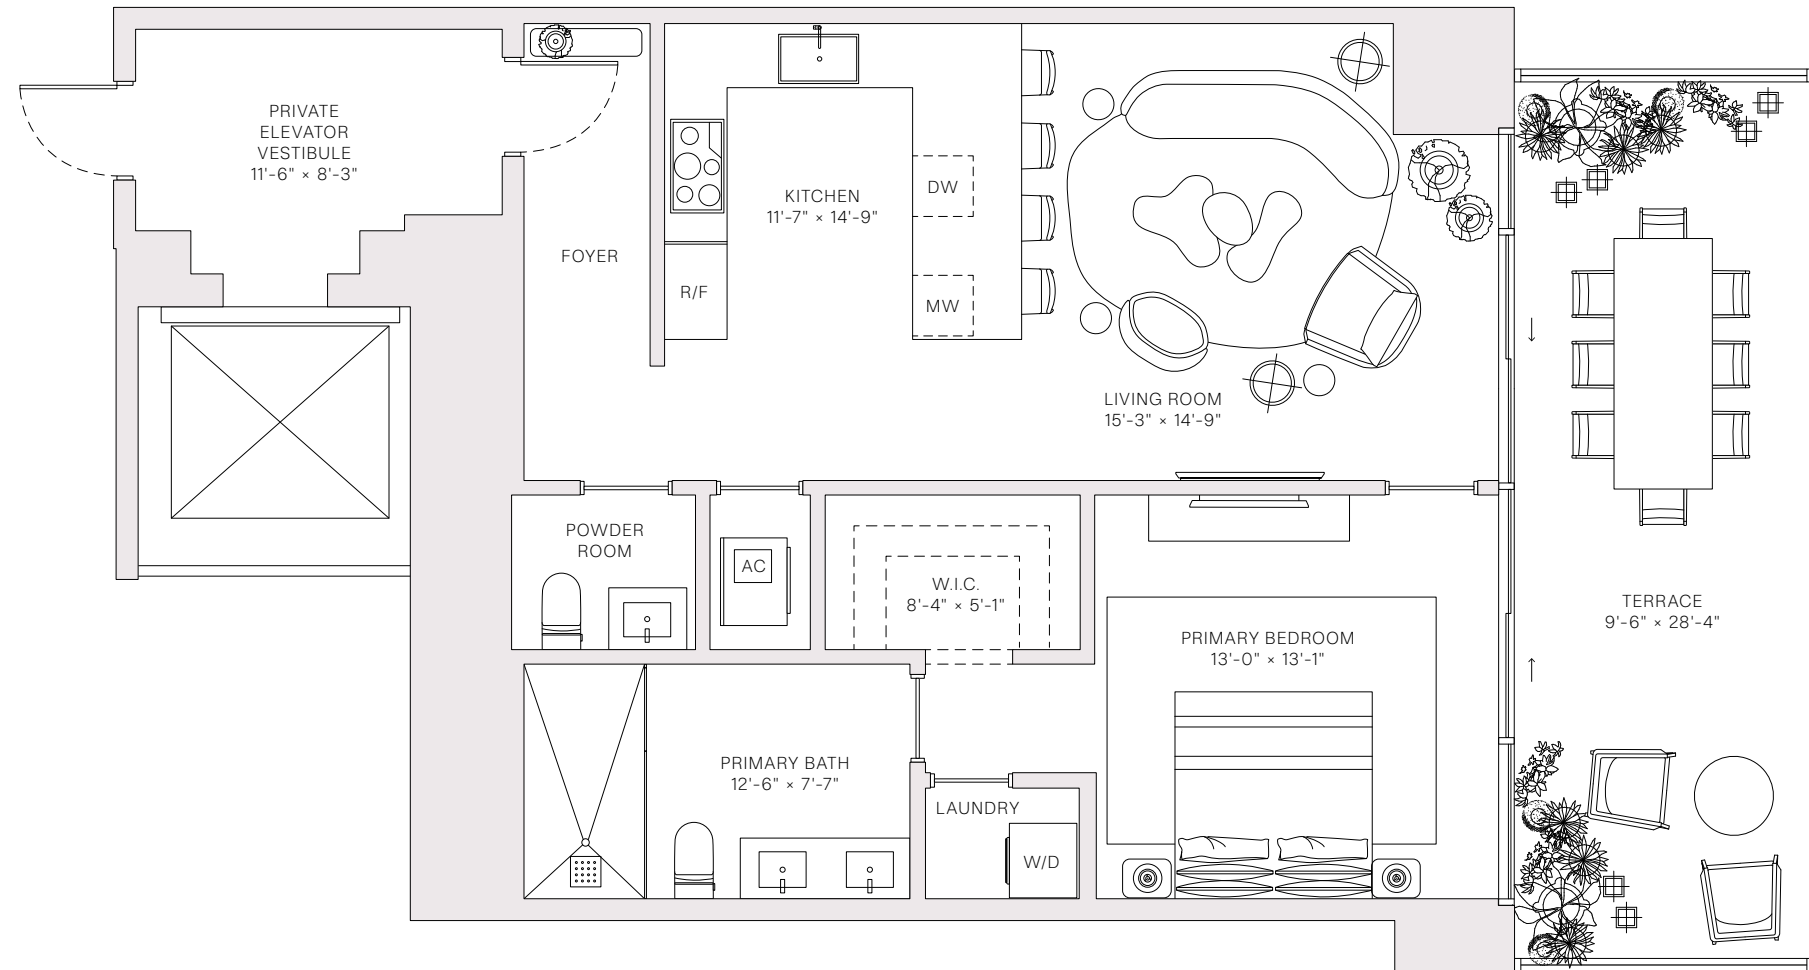 PRIVATE
ELEVATOR
VESTIBULE
11'-6" × 8'-3"
FOYER
R/F
KITCHEN
11'-7" × 14'-9"
DW
MW
LIVING ROOM
15'-3" × 14'-9"
POWDER
ROOM
AC
W.I.C.
8'-4" × 5'-1"
PRIMARY BEDROOM
13'-0" × 13'-1"
TERRACE
9'-6" × 28'-4"
PRIMARY BATH
12'-6" × 7'-7"
LAUNDRY
W/D